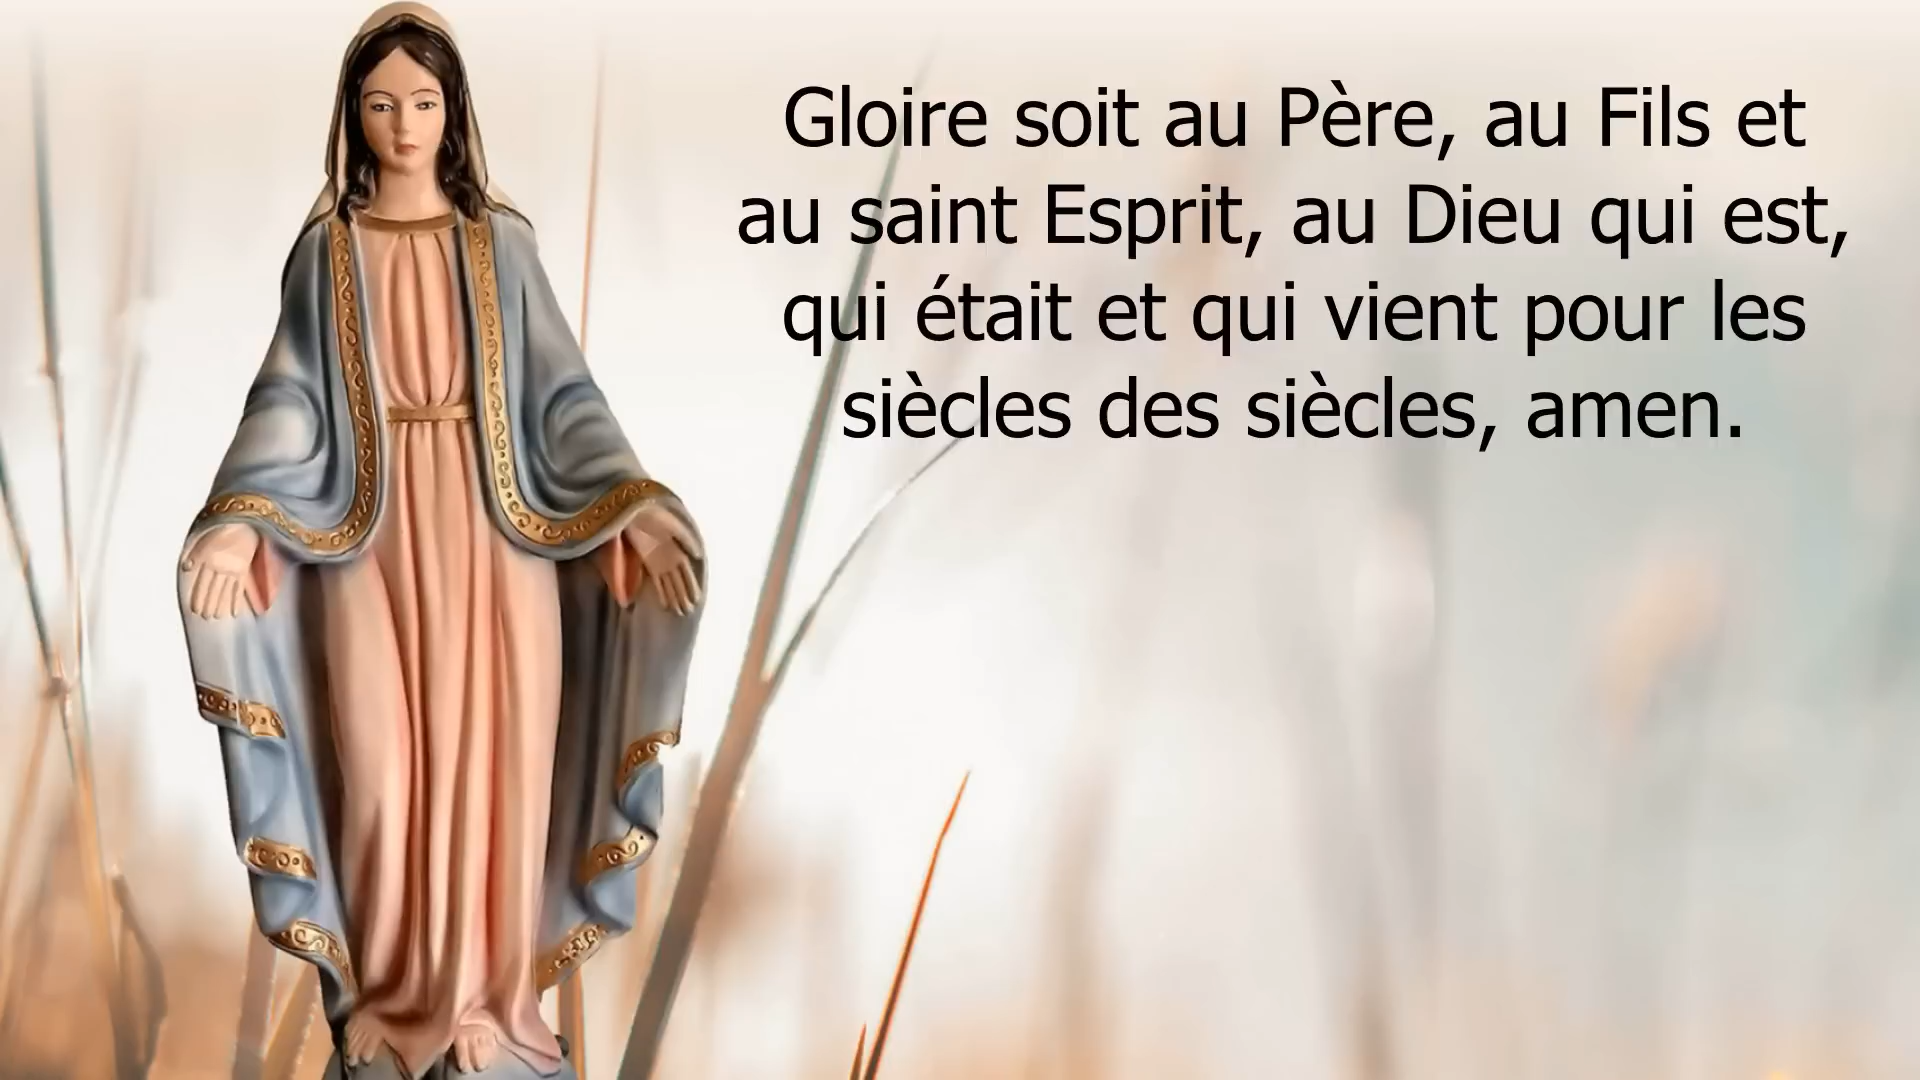 Gloire soit au Père, au Fils et
au saint Esprit, au Dieu qui est,
qui était et qui vient pour les
siècles des siècles, amen.